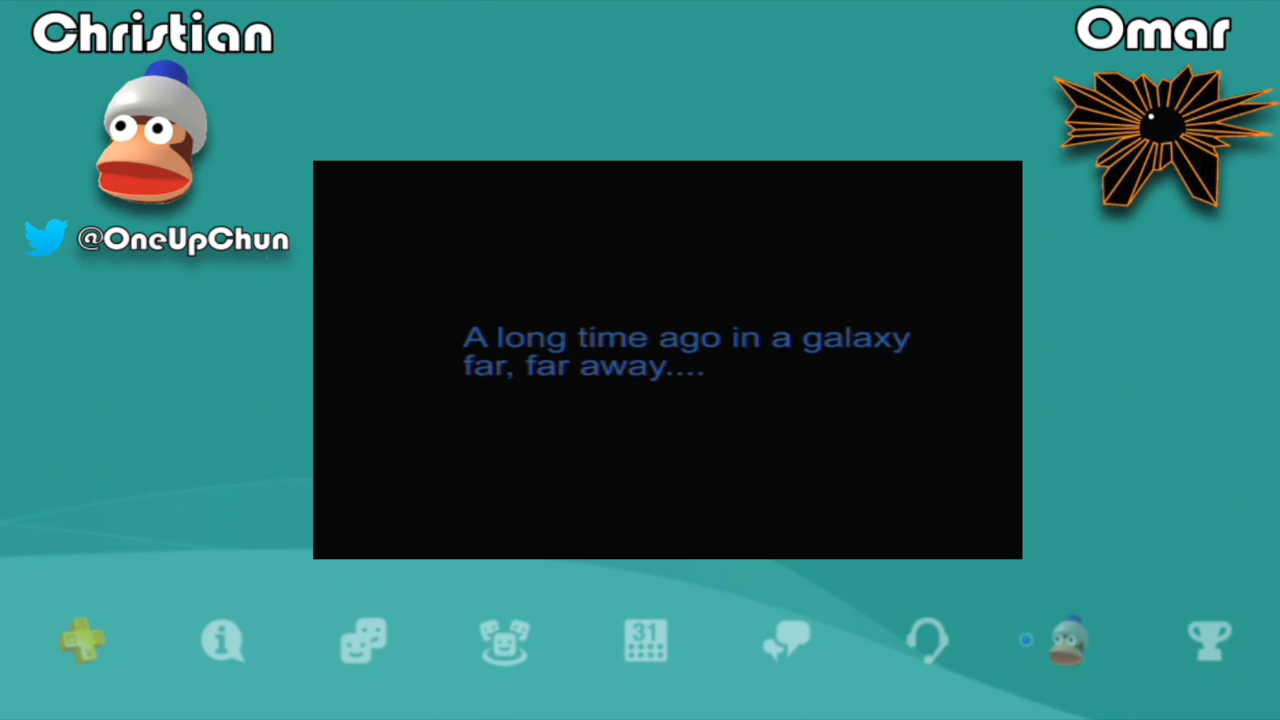 Christian
Omar
@OneUpChun
A long time ago in a galaxy
far, far away....
31